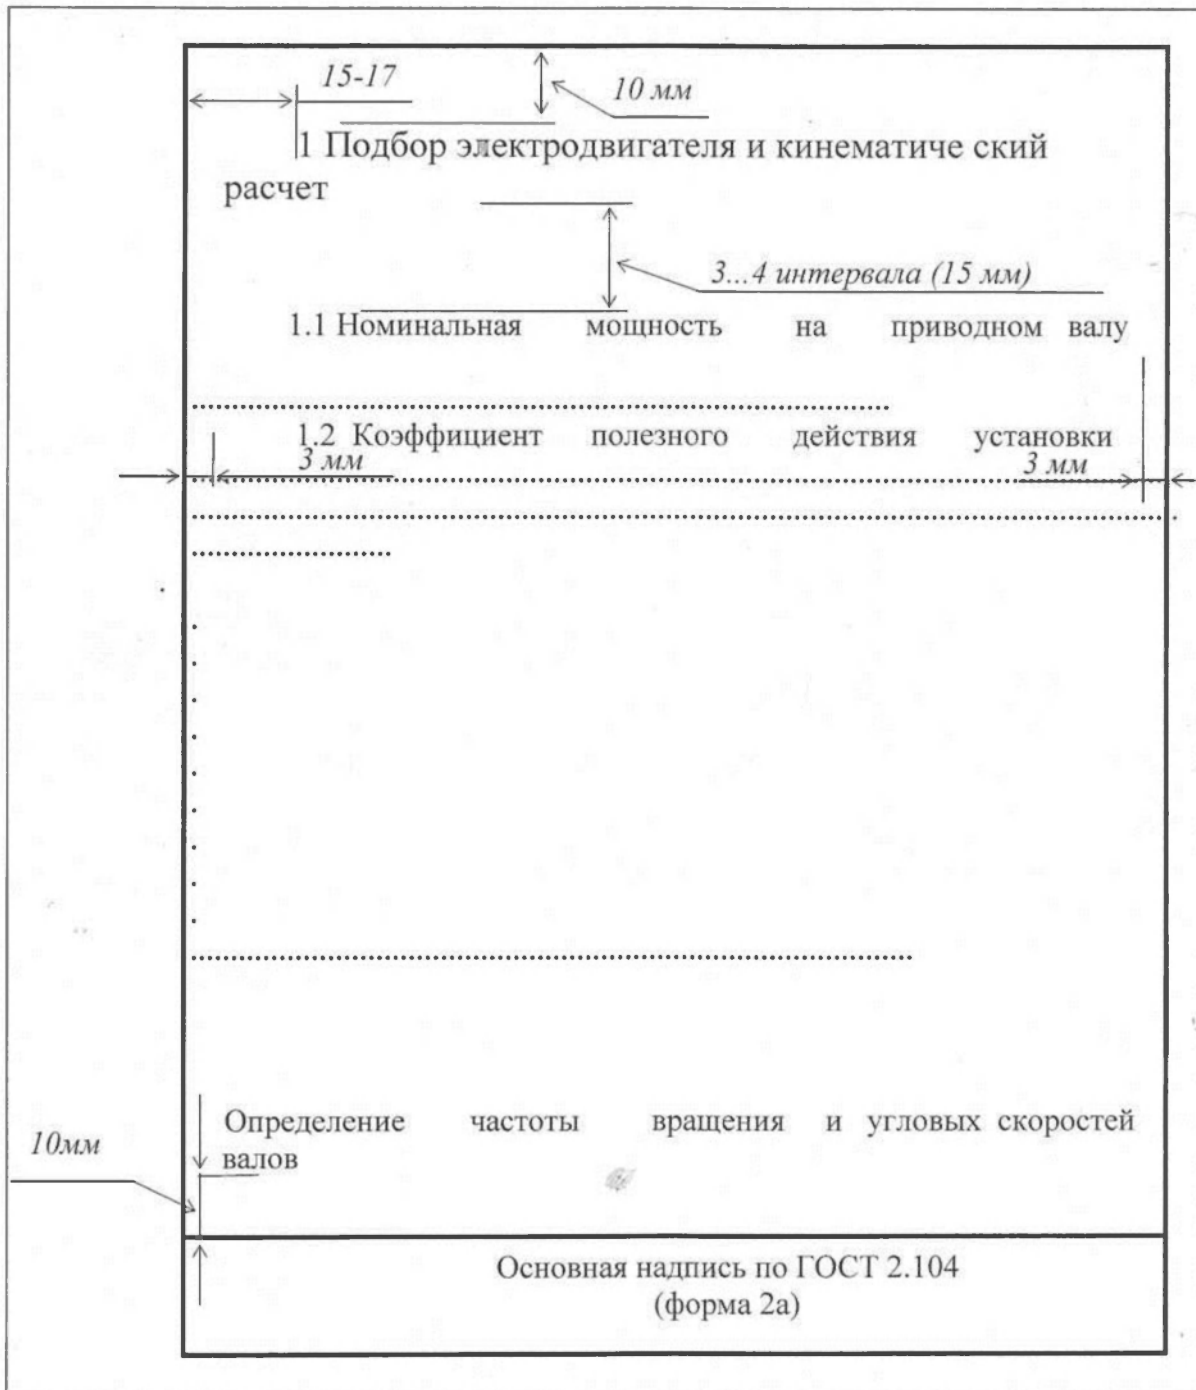 15-17
10 мм
1 Подбор электродвигателя и кинематиче ский
расчет
3...4 интервала (15 мм)
1.1 Номинальная мощность на приводном валу
1.2 Коэффициент полезного действия установки
3 мм 3 мм
Определение частоты вращения и угловых скоростей
10мм
валов
Основная надпись по ГОСТ 2.104
(форма 2а)